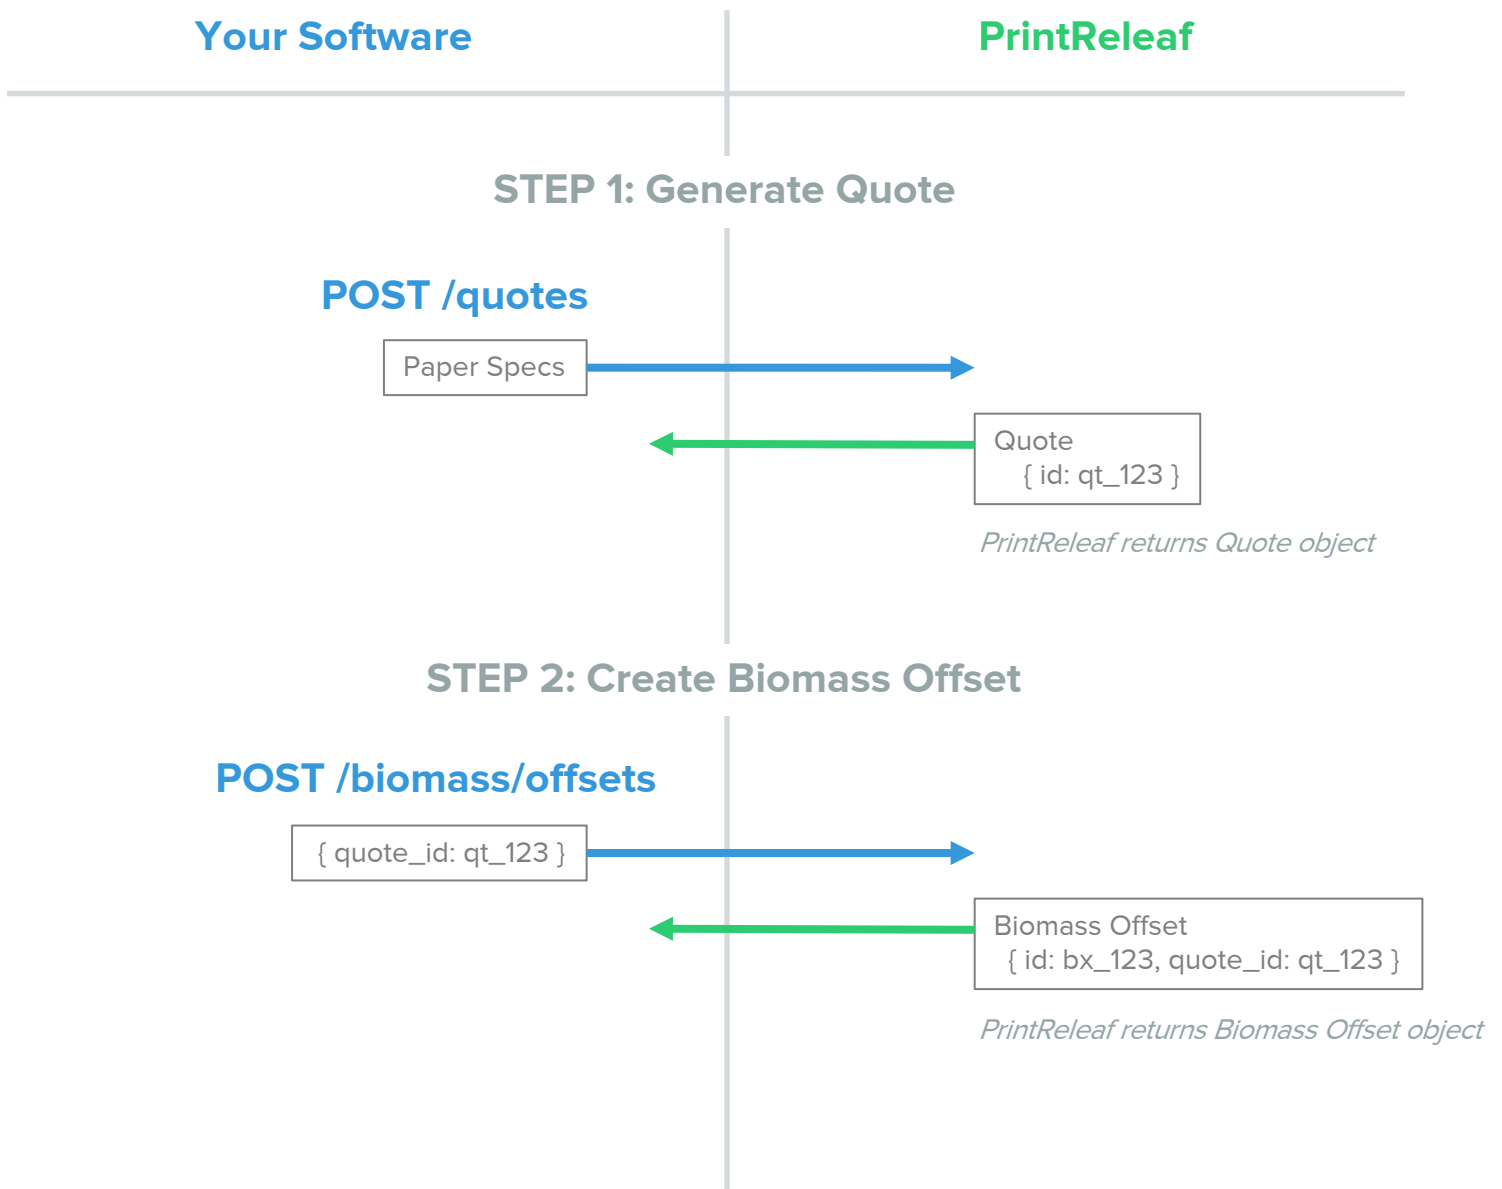 Your Software
PrintReleaf
STEP 1: Generate Quote
POST /quotes
Paper Specs
Quote
{ id: qt_123 }
PrintReleaf returns Quote object
STEP 2: Create Biomass Offset
POST /biomass/offsets
{ quote_id: qt_123 }
Biomass Offset
{ id: bx_123, quote_id: qt_123 }
PrintReleaf returns Biomass Offset object